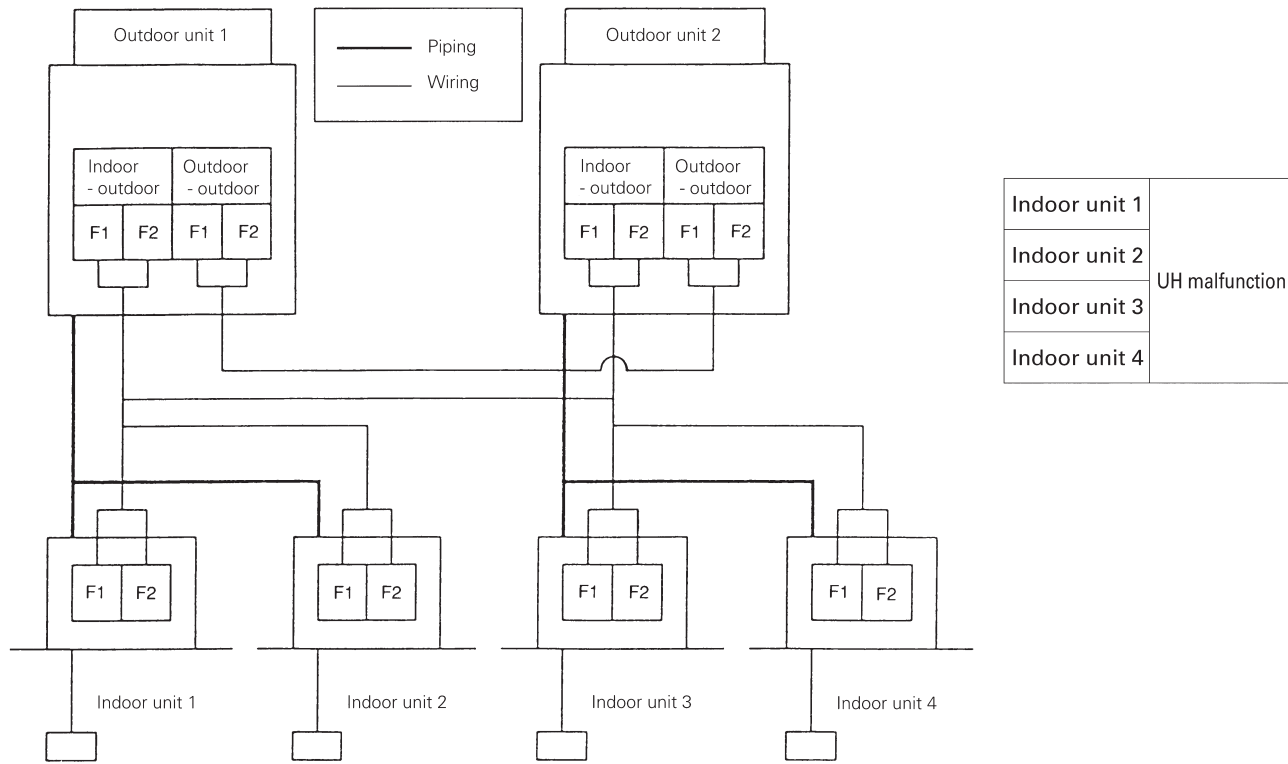 Outdoor unit 1
Piping
Wiring
Outdoor unit 2
Indoor
- outdoor
Outdoor
- outdoor
F1 F2 F1 F2
Indoor
- outdoor
Outdoor
- outdoor
F1 F2 F1 F2
Indoor unit 1
Indoor unit 2
Indoor unit 3
Indoor unit 4
UH malfunction
F1 F2
F1 F2
F1 F2
F1 F2
Indoor unit 1
Indoor unit 2
Indoor unit 3
Indoor unit 4